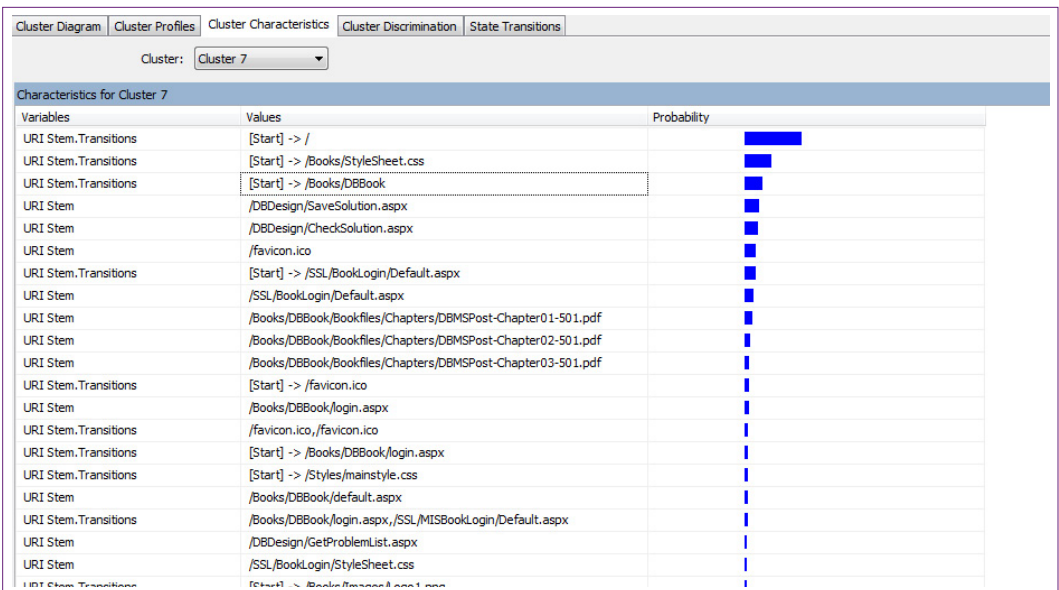 Cluster Diagram Cluster Profiles Cluster Characteristics Cluster Discrimination State Transitions
Cluster: Cluster 7
Characteristics for Cluster 7
Variables Values Probability
URI Stem.Transitions [Start] -> /
URI Stem.Transitions [Start] -> /Books/StyleSheet.css
URI Stem.Transitions [Start] -> /Books/DBBook
URI Stem /DBDesign/SaveSolution.aspx
URI Stem /DBDesign/CheckSolution.aspx
URI Stem /favicon.ico
URI Stem.Transitions [Start] -> /SSL/BookLogin/Default.aspx
URI Stem /SSL/BookLogin/Default.aspx
URI Stem /Books/DBBook/Bookfiles/Chapters/DBMSPost-Chapter01-501.pdf
URI Stem /Books/DBBook/Bookfiles/Chapters/DBMSPost-Chapter02-501.pdf
URI Stem /Books/DBBook/Bookfiles/Chapters/DBMSPost-Chapter03-501.pdf
URI Stem.Transitions [Start] -> /favicon.ico
URI Stem /Books/DBBook/login.aspx
URI Stem.Transitions /favicon.ico,/favicon.ico
URI Stem.Transitions [Start] -> /Books/DBBook/login.aspx
URI Stem.Transitions [Start] -> /Styles/mainstyle.css
URI Stem /Books/DBBook/default.aspx
URI Stem.Transitions /Books/DBBook/login.aspx,/SSL/MISBookLogin/Default.aspx
URI Stem /DBDesign/GetProblemList.aspx
URI Stem /SSL/BookLogin/StyleSheet.css
URI Stem.Transitions [Start] -> /Books/Images/Logo1.png